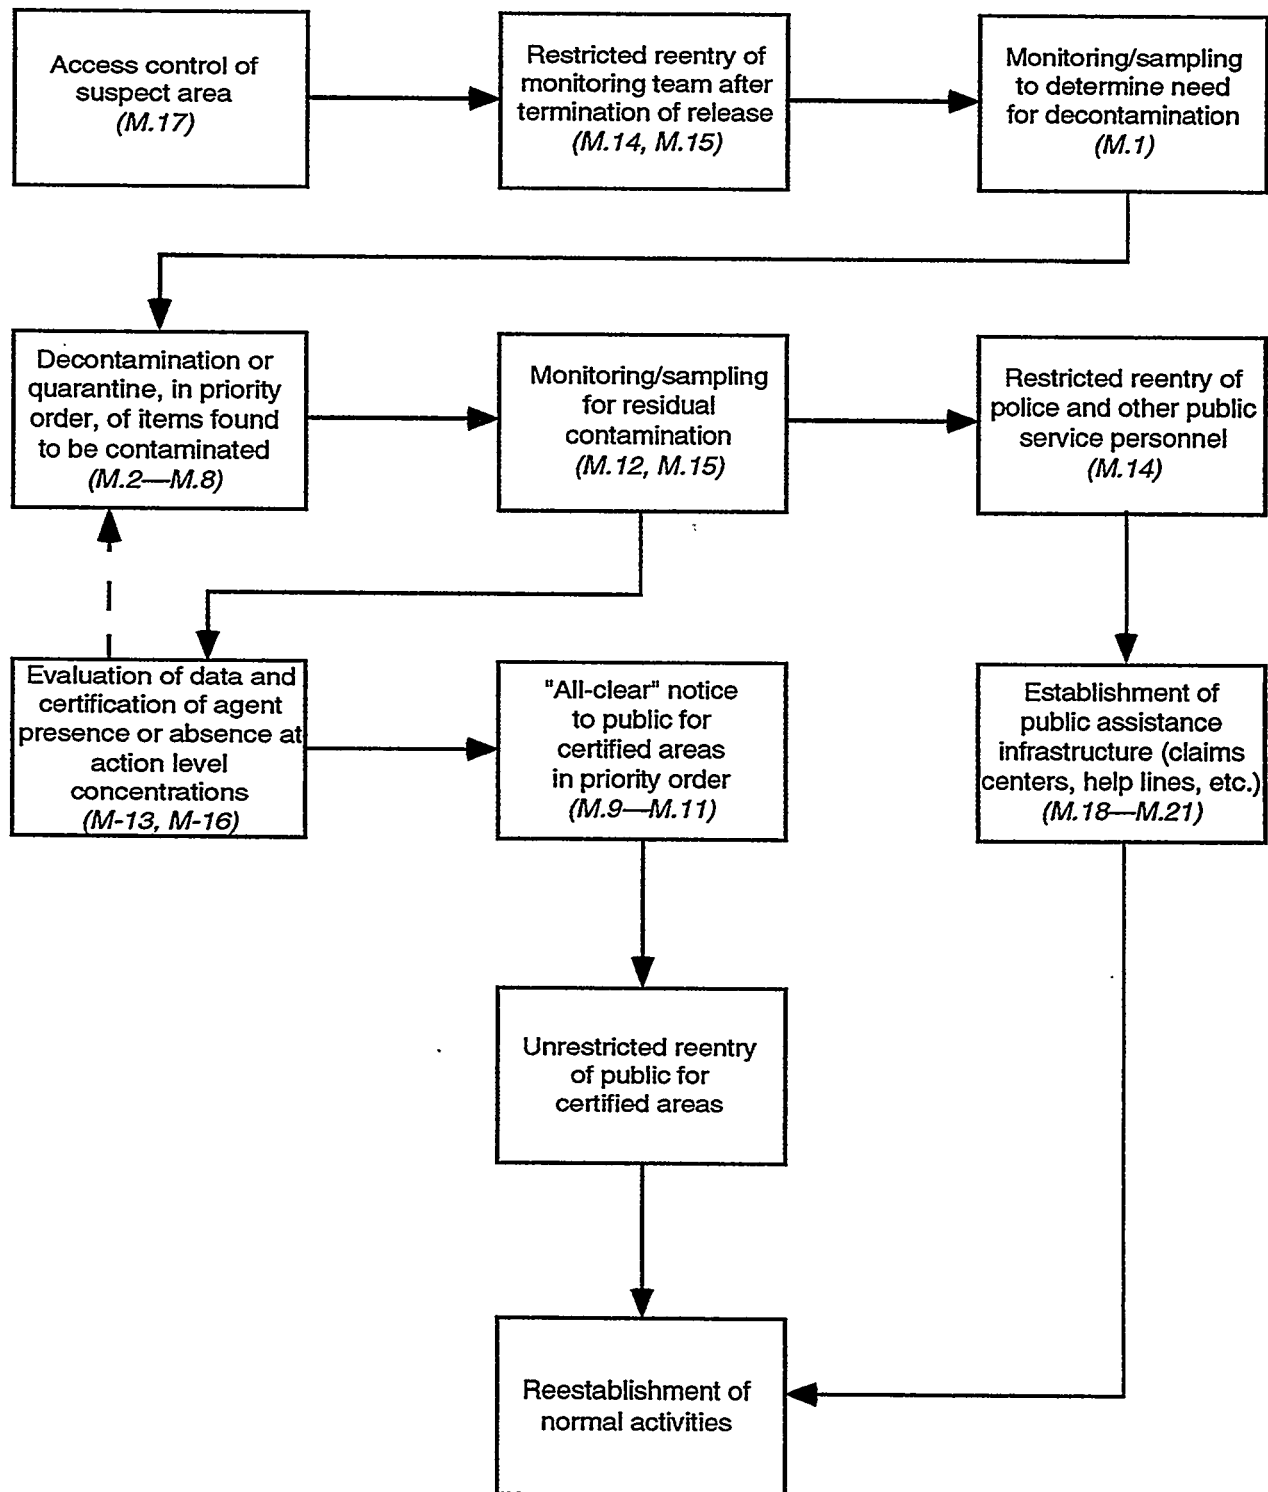 Access control of
suspect area
(M.17)
Restricted reentry of
monitoring team after
termination of release
(M.14, M.15)
Monitoring/sampling
to determine need
for decontamination
(M.1)
Decontamination or
quarantine, in priority
order, of items found
to be contaminated
(M.2—M.8)
Monitoring/sampling
for residual
contamination
(M.12, M.15)
Restricted reentry of
police and other public
service personnel
(M.14)
Evaluation of data and
certification of agent
presence or absence at
action level
concentrations
(M-13, M-16)
"All-clear" notice
to public for
certified areas
in priority order
(M.9—M.11)
Establishment of
public assistance
infrastructure (claims
centers, help lines, etc.)
(M.18—M.21)
Unrestricted reentry
of public for
certified areas
Reestablishment of
normal activities